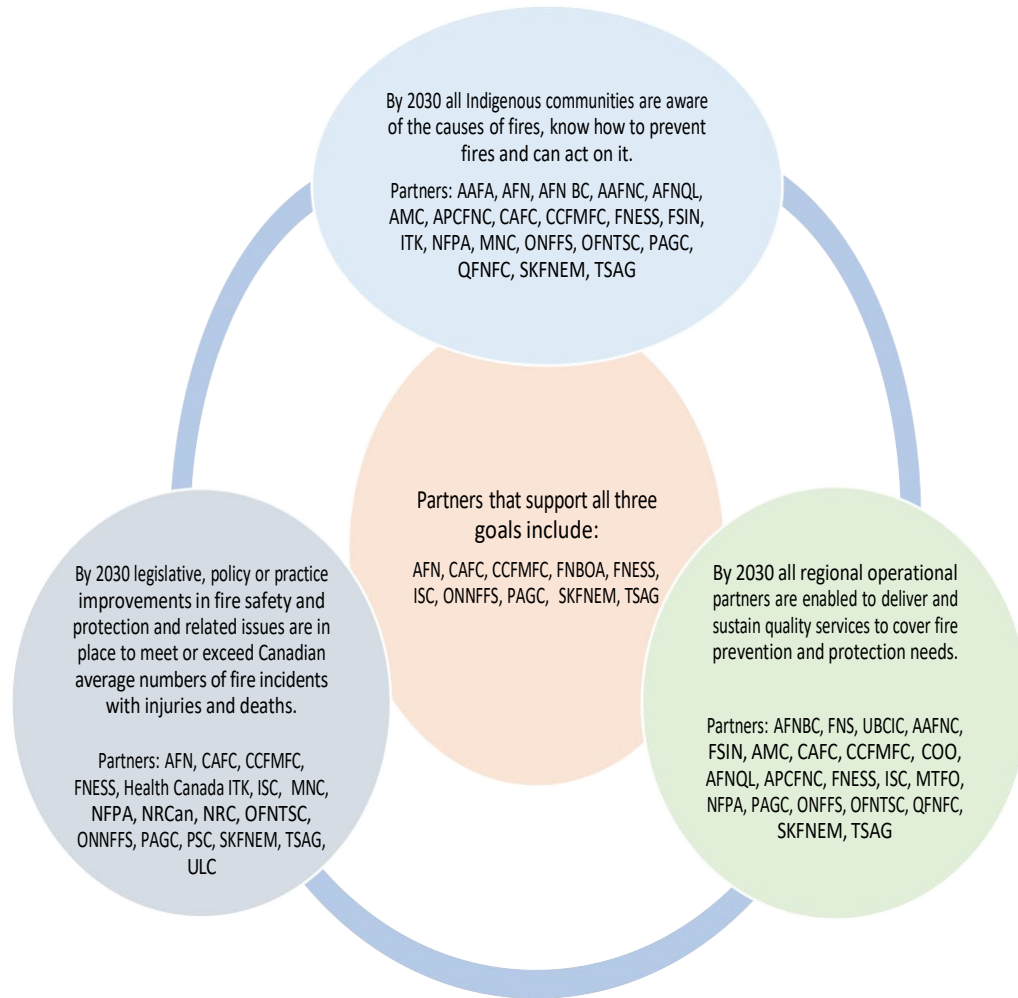 By 2030 all Indigenous communities are aware
of the causes of fires, know how to prevent
fires and can act on it.
Partners: AAFA, AFN, AFN BC, AAFNC, AFNQL,
AMC, APCFNC, CAFC, CCFMFC, FNESS, FSIN,
ITK, NFPA, MNC, ONFFS, OFNTSC, PAGC,
QFNFC, SKFNEM, TSAG
Partners that support all three
goals include:
AFN, CAFC, CCFMFC, FNBOA, FNESS,
ISC, ONNFFS, PAGC, SKFNEM, TSAG
By 2030 legislative, policy or practice
improvements in fire safety and
protection and related issues are in
place to meet or exceed Canadian
average numbers of fire incidents
with injuries and deaths.
Partners: AFN, CAFC, CCFMFC,
FNESS, Health Canada ITK, ISC, MNC,
NFPA, NRCan, NRC, OFNTSC,
ONNFFS, PAGC, PSC, SKFNEM, TSAG,
ULC
By 2030 all regional operational
partners are enabled to deliver and
sustain quality services to cover fire
prevention and protection needs.
Partners: AFNBC, FNS, UBCIC, AAFNC,
FSIN, AMC, CAFC, CCFMFC, COO,
AFNQL, APCFNC, FNESS, ISC, MTFO,
NFPA, PAGC, ONFFS, OFNTSC, QFNFC,
SKFNEM, TSAG